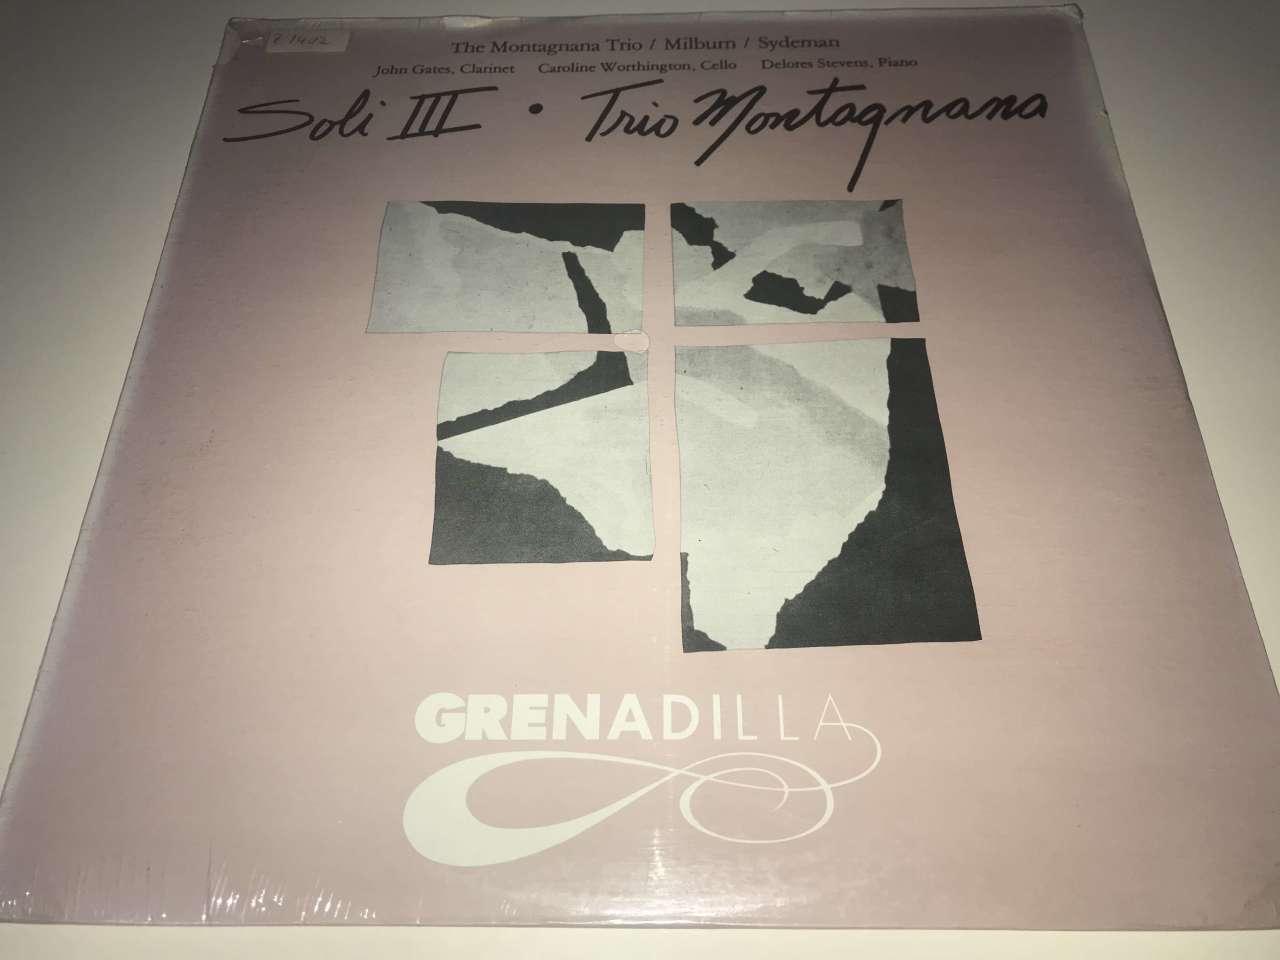 The Montagnana Trio / Milburn / Sydeman
John Gates, Clarinet Caroline Worthington, Cello Delores Stevens, Piano
Soli III • Trio Montagnana
GRENADILLA